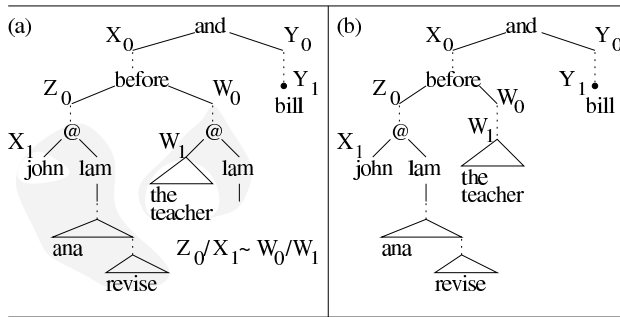 (a) X0 and Y0
Z0 before W0 Y1
bill
X1 @ W1 @
john lam the teacher lam
ana Z0/X1~ W0/W1
revise
(b) X0 and Y0
Z0 before W0 Y1
bill
X1 @ W1
john lam the teacher
ana
revise